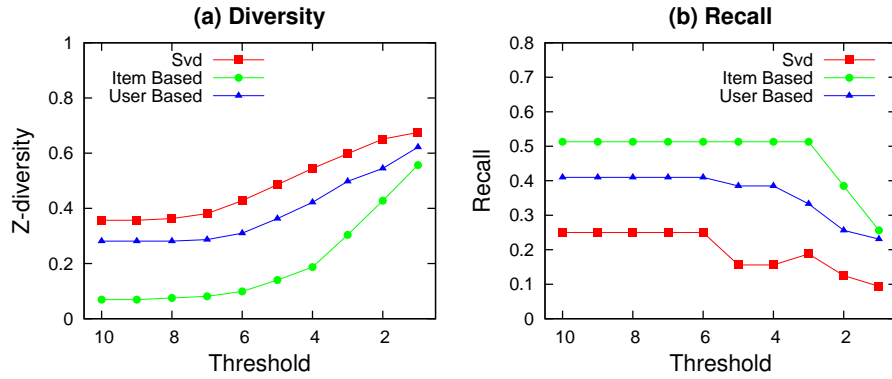 (a) Diversity
Z-diversity
1
0.8
0.6
0.4
0.2
0
10
8
6
4
2
Threshold
Svd
Item Based
User Based
(b) Recall
Recall
0.8
0.7
0.6
0.5
0.4
0.3
0.2
0.1
0
10
8
6
4
2
Threshold
Svd
Item Based
User Based